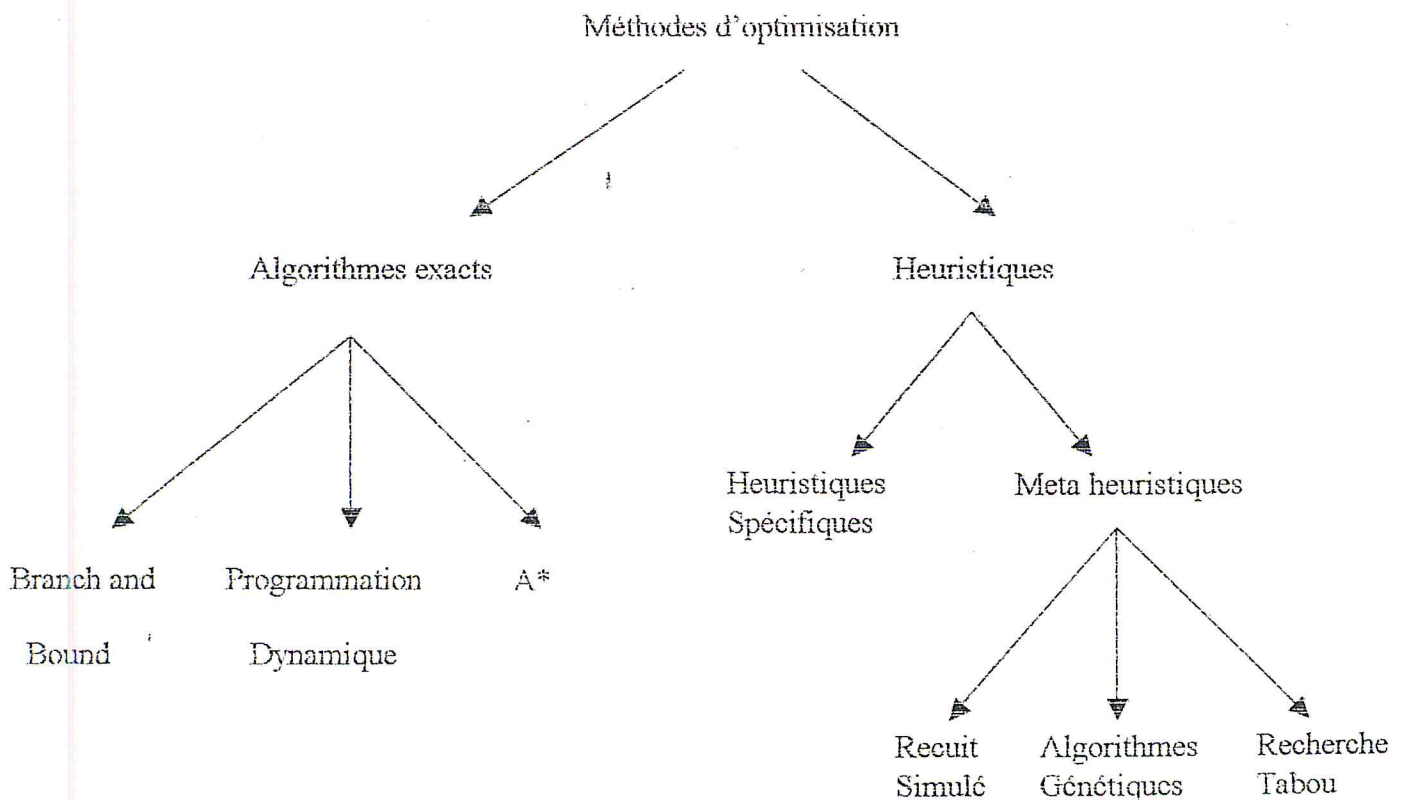 Méthodes d'optimisation
Algorithmes exacts
Heuristiques
Heuristiques
Spécifiques
Meta heuristiques
Branch and
Bound
Programmation
Dynamique
A*
Recuit
Simulé
Algorithmes
Génétiques
Recherche
Tabou